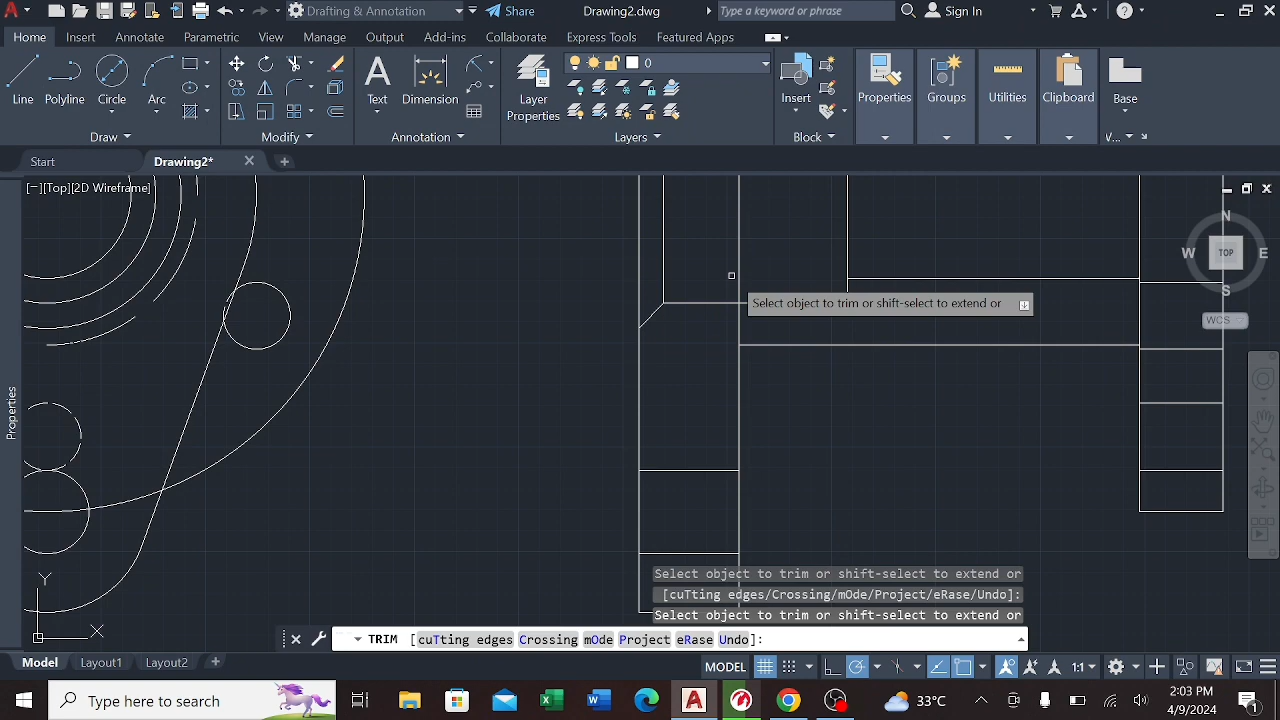 Drafting & Annotation
Share
Drawing2.dwg
Type a keyword or phrase
Sign In
Home
Insert
Annotate
Parametric
View
Manage
Output
Add-ins
Collaborate
Express Tools
Featured Apps
Line
Polyline
Circle
Arc
Text
Dimension
Layer
Properties
0
Insert
Properties
Groups
Utilities
Clipboard
Base
Draw
Modify
Annotation
Layers
Block
V...
Start
Drawing2*
[−][Top][2D Wireframe]
N
W
TOP
E
S
WCS
Select object to trim or shift-select to extend or
Properties
Y
X
Select object to trim or shift-select to extend or
[cuTting edges/Crossing/mOde/Project/eRase/Undo]:
Select object to trim or shift-select to extend or
TRIM [cuTting edges Crossing mOde Project eRase Undo]:
Model
Layout1
Layout2
MODEL
1:1
Type here to search
33°C
2:03 PM
4/9/2024